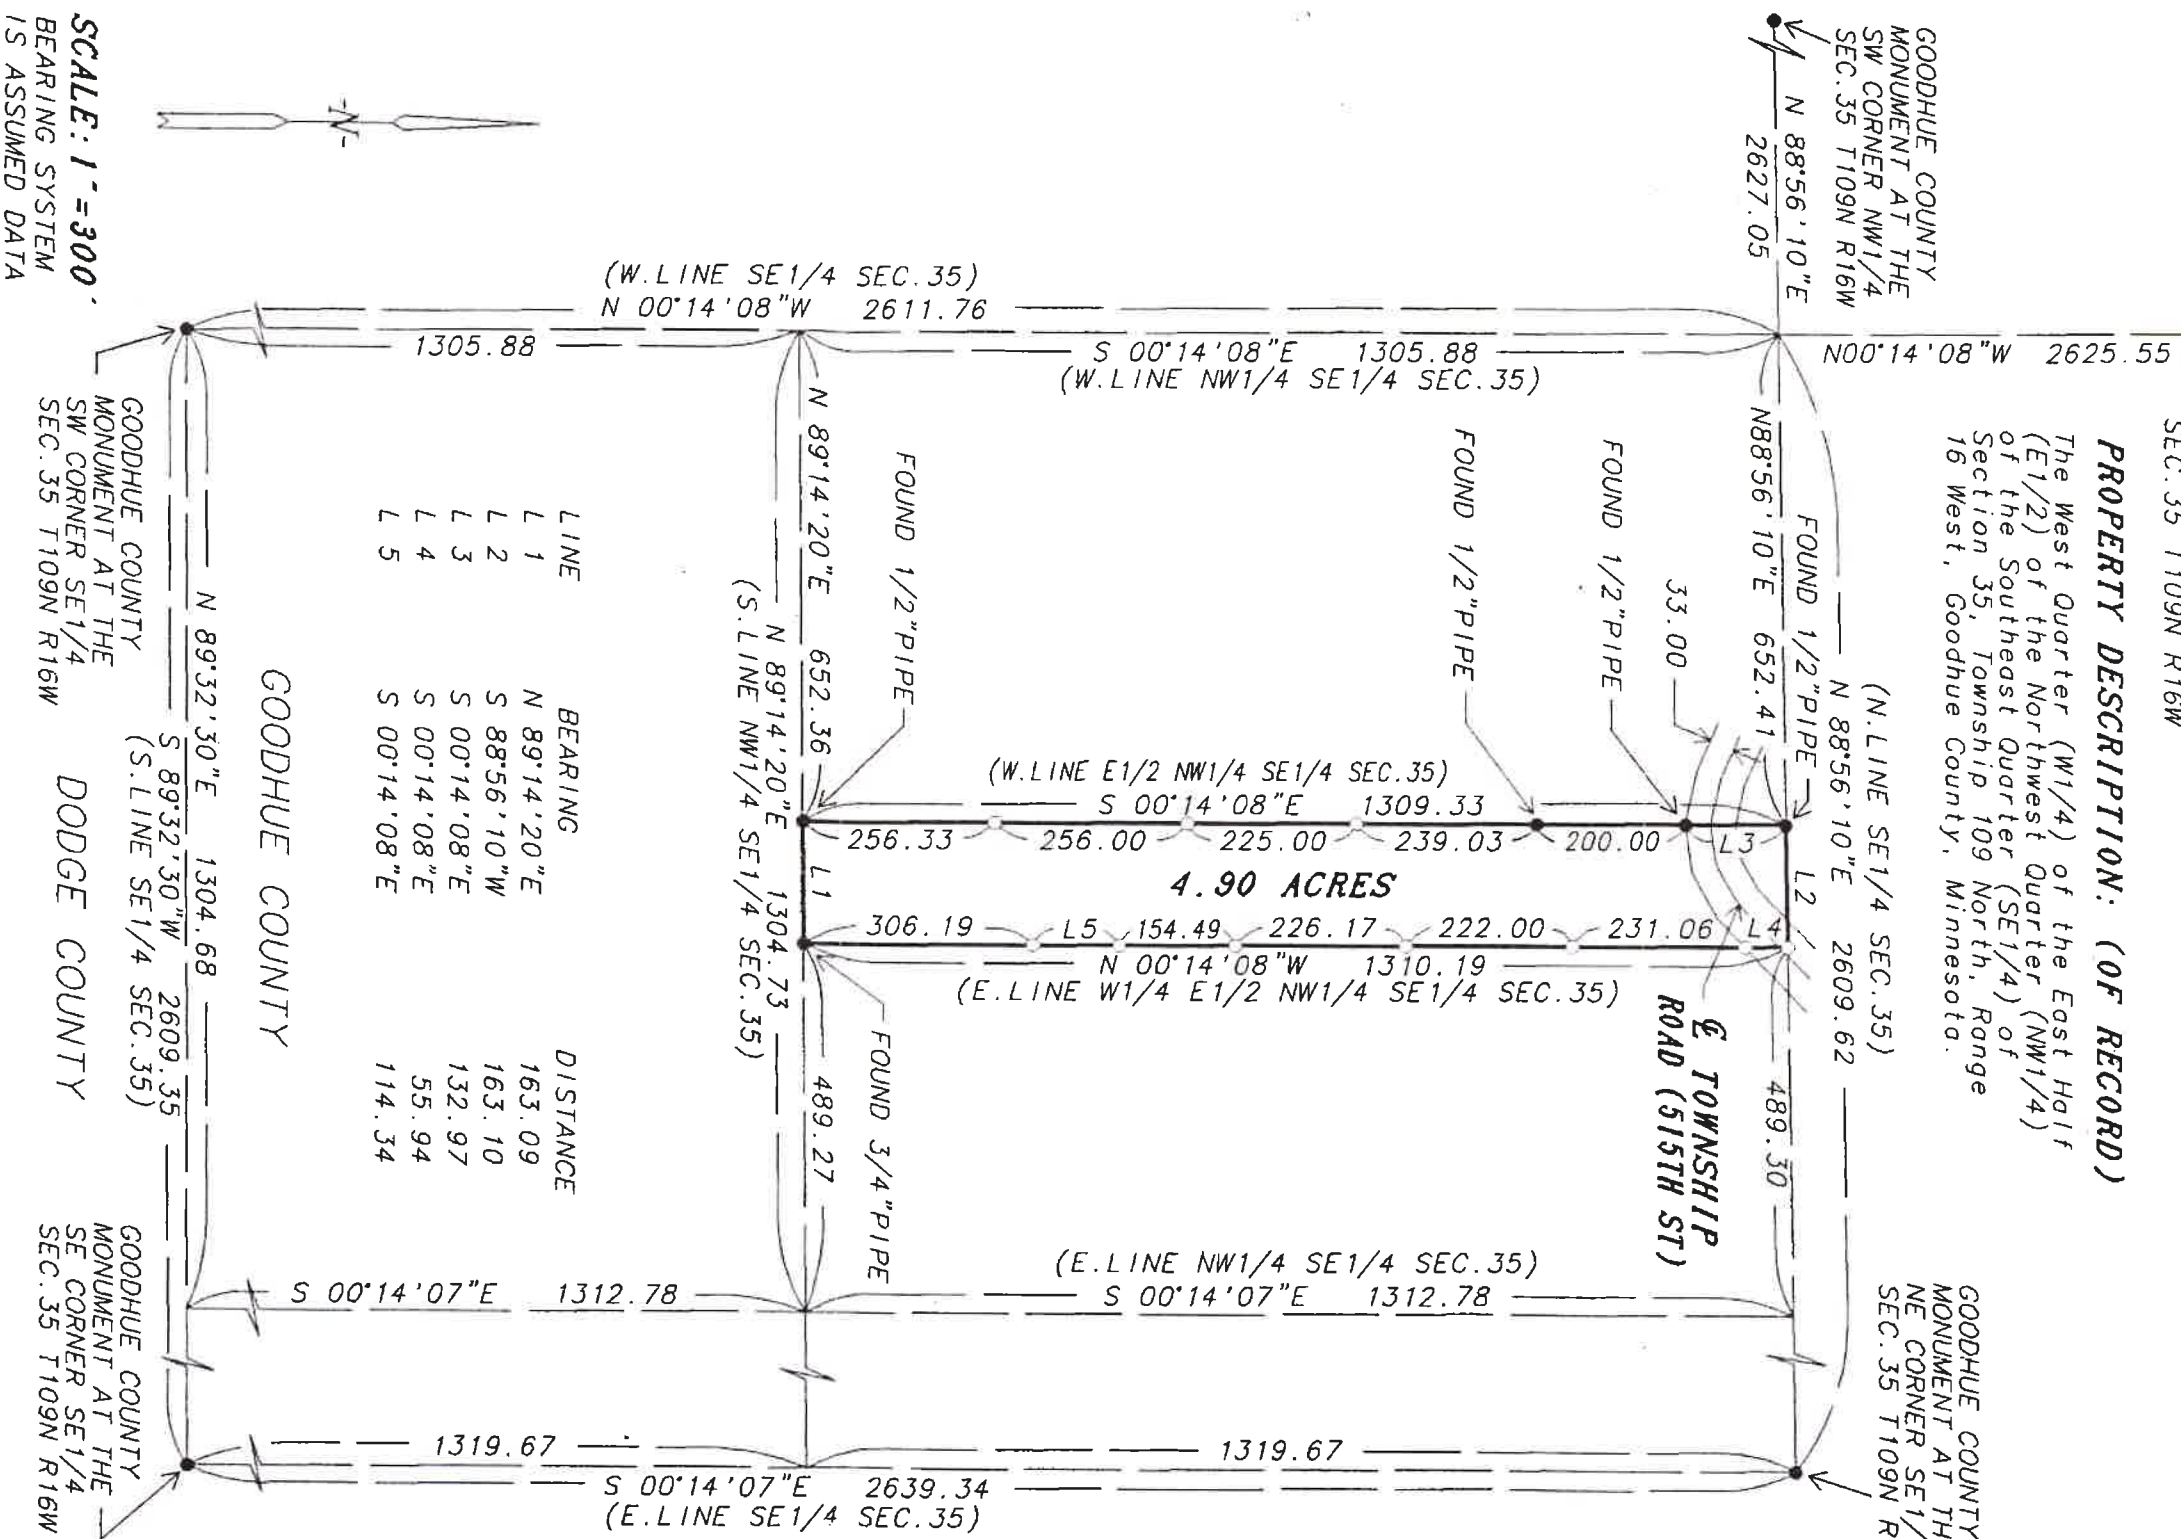 SEC.35 T109N R16W
PROPERTY DESCRIPTION: (OF RECORD)
The West Quarter (W1/4) of the East Half
(E1/2) of the Northwest Quarter (NW1/4)
of the Southeast Quarter (SE1/4) of
Section 35, Township 109 North, Range
16 West, Goodhue County, Minnesota.
GOODHUE COUNTY
MONUMENT AT THE
SW CORNER NW1/4
SEC.35 T109N R16W
N 88°56'10"E
2627.05
N00°14'08"W 2625.55
(N.LINE SE1/4 SEC.35)
N 88°56'10"E 2609.62
FOUND 1/2"PIPE
N88°56'10"E 652.41
L2
489.30
GOODHUE COUNTY
MONUMENT AT TH
NE CORNER SE1/
SEC.35 T109N R
33.00
FOUND 1/2"PIPE
FOUND 1/2"PIPE
℄ TOWNSHIP
ROAD (515TH ST)
(W.LINE SE1/4 SEC.35)
N 00°14'08"W 2611.76
1305.88
S 00°14'08"E 1305.88
(W.LINE NW1/4 SE1/4 SEC.35)
(W.LINE E1/2 NW1/4 SE1/4 SEC.35)
S 00°14'08"E 1309.33
256.33 256.00 225.00 239.03 200.00 L3
4.90 ACRES
306.19 L5 154.49 226.17 222.00 231.06 L4
N 00°14'08"W 1310.19
(E.LINE W1/4 E1/2 NW1/4 SE1/4 SEC.35)
(E.LINE NW1/4 SE1/4 SEC.35)
S 00°14'07"E 1312.78
S 00°14'07"E 1312.78
1319.67
1319.67
S 00°14'07"E 2639.34
(E.LINE SE1/4 SEC.35)
FOUND 1/2"PIPE
FOUND 3/4"PIPE
N 89°14'20"E 652.36
L1
489.27
N 89°14'20"E 1304.73
(S.LINE NW1/4 SE1/4 SEC.35)
LINE BEARING DISTANCE
L 1 N 89°14'20"E 163.09
L 2 S 88°56'10"W 163.10
L 3 S 00°14'08"E 132.97
L 4 S 00°14'08"E 55.94
L 5 S 00°14'08"E 114.34
GOODHUE COUNTY
N 89°32'30"E 1304.68
S 89°32'30"W 2609.35
(S.LINE SE1/4 SEC.35)
DODGE COUNTY
GOODHUE COUNTY
MONUMENT AT THE
SW CORNER SE1/4
SEC.35 T109N R16W
GOODHUE COUNTY
MONUMENT AT THE
SE CORNER SE1/4
SEC.35 T109N R16W
-N-
SCALE: 1"=300'
BEARING SYSTEM
IS ASSUMED DATA